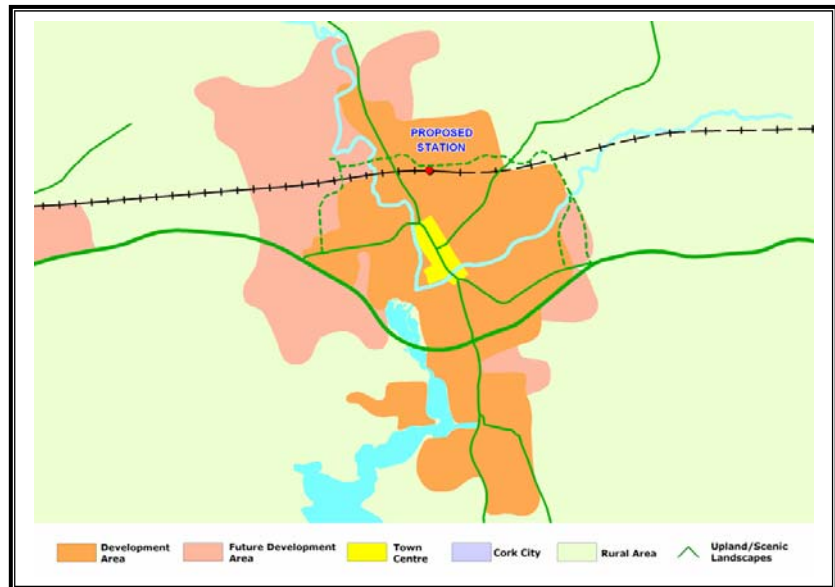 PROPOSED
STATION
Development
Area
Future Development
Area
Town
Centre
Cork City
Rural Area
Upland/Scenic
Landscapes